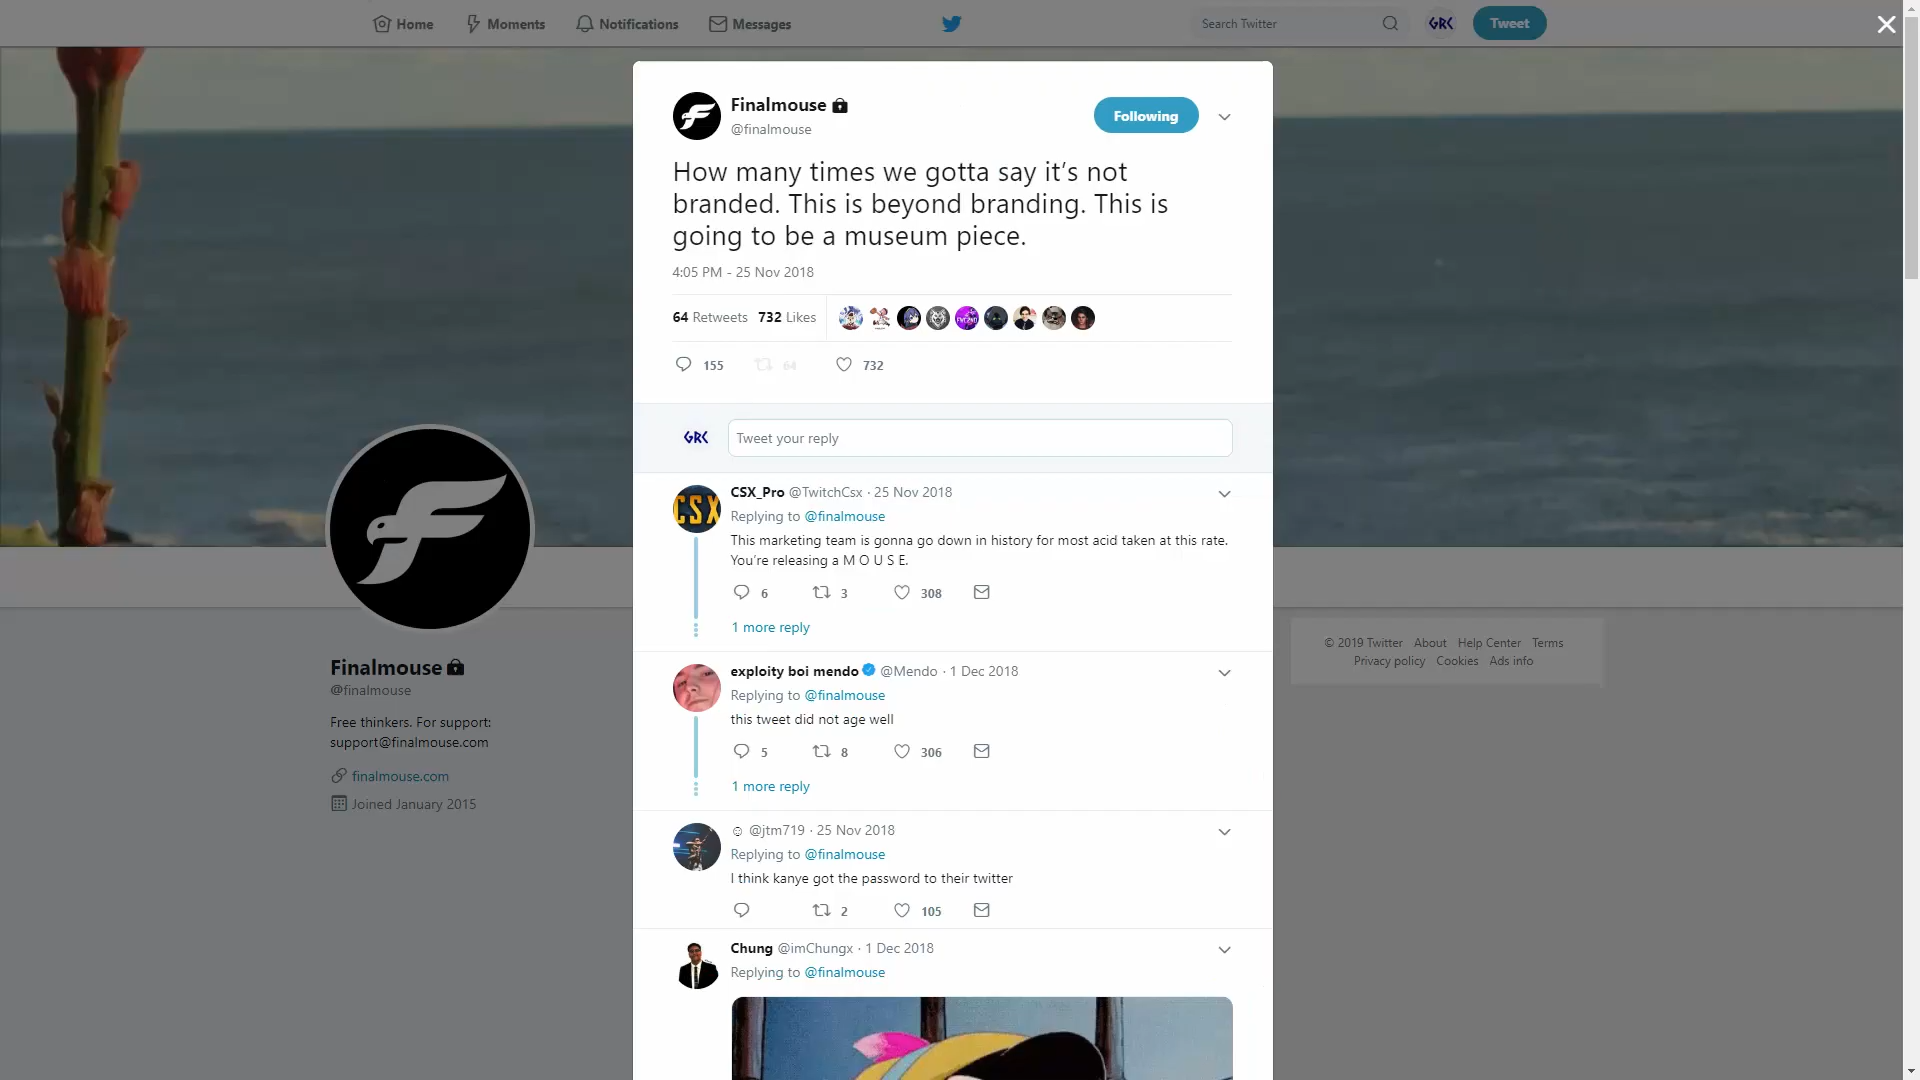 Home
Moments
Notifications
Messages
Search Twitter
GRC
Tweet
Finalmouse
@finalmouse
Following
How many times we gotta say it’s not
branded. This is beyond branding. This is
going to be a museum piece.
4:05 PM - 25 Nov 2018
64 Retweets 732 Likes
155 64 732
GRC
Tweet your reply
CSX
CSX_Pro @TwitchCsx · 25 Nov 2018
Replying to @finalmouse
This marketing team is gonna go down in history for most acid taken at this rate.
You’re releasing a M O U S E.
6 3 308
1 more reply
exploity boi mendo @Mendo · 1 Dec 2018
Replying to @finalmouse
this tweet did not age well
5 8 306
1 more reply
@jtm719 · 25 Nov 2018
Replying to @finalmouse
I think kanye got the password to their twitter
2 105
Chung @imChungx · 1 Dec 2018
Replying to @finalmouse
Finalmouse
@finalmouse
Free thinkers. For support:
support@finalmouse.com
finalmouse.com
Joined January 2015
© 2019 Twitter About Help Center Terms
Privacy policy Cookies Ads info